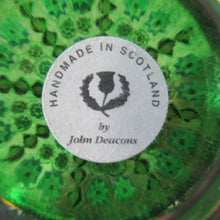 HANDMADE IN SCOTLAND
by
John Deacons